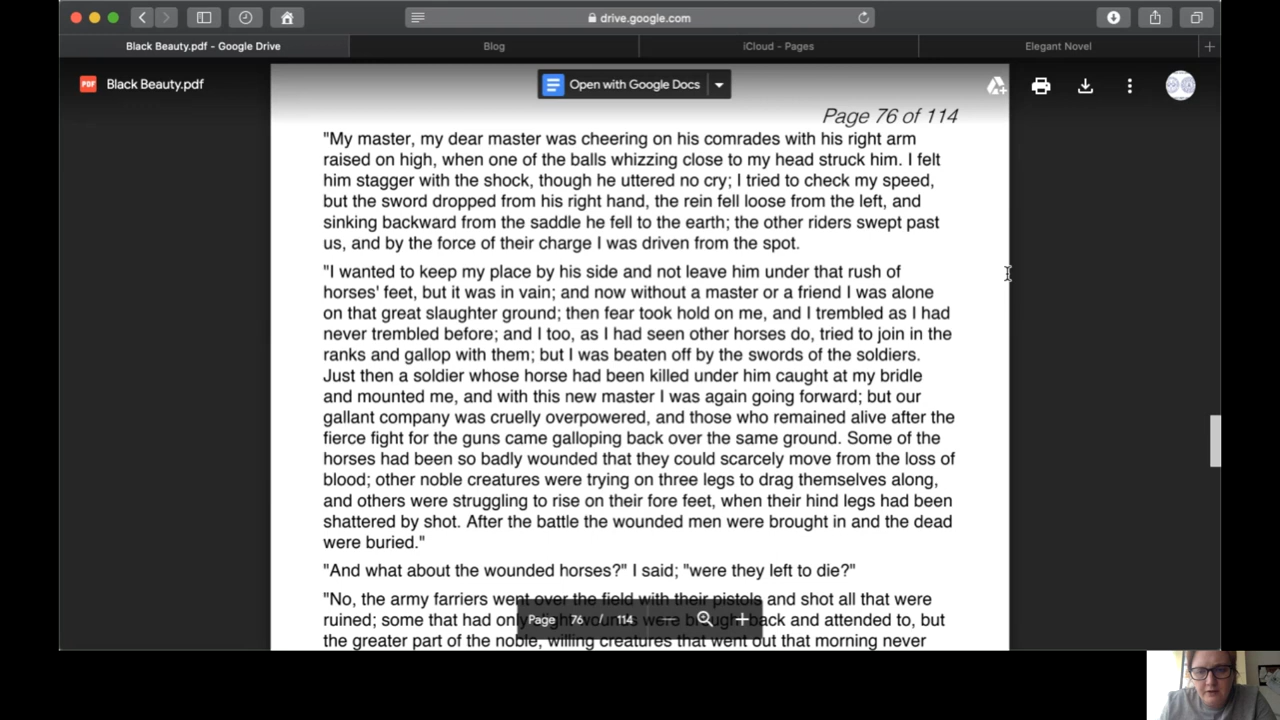 drive.google.com
Black Beauty.pdf - Google Drive
Blog
iCloud - Pages
Elegant Novel
PDF
Black Beauty.pdf
Open with Google Docs
Page 76 of 114
"My master, my dear master was cheering on his comrades with his right arm
raised on high, when one of the balls whizzing close to my head struck him. I felt
him stagger with the shock, though he uttered no cry; I tried to check my speed,
but the sword dropped from his right hand, the rein fell loose from the left, and
sinking backward from the saddle he fell to the earth; the other riders swept past
us, and by the force of their charge I was driven from the spot.
"I wanted to keep my place by his side and not leave him under that rush of
horses' feet, but it was in vain; and now without a master or a friend I was alone
on that great slaughter ground; then fear took hold on me, and I trembled as I had
never trembled before; and I too, as I had seen other horses do, tried to join in the
ranks and gallop with them; but I was beaten off by the swords of the soldiers.
Just then a soldier whose horse had been killed under him caught at my bridle
and mounted me, and with this new master I was again going forward; but our
gallant company was cruelly overpowered, and those who remained alive after the
fierce fight for the guns came galloping back over the same ground. Some of the
horses had been so badly wounded that they could scarcely move from the loss of
blood; other noble creatures were trying on three legs to drag themselves along,
and others were struggling to rise on their fore feet, when their hind legs had been
shattered by shot. After the battle the wounded men were brought in and the dead
were buried."
"And what about the wounded horses?" I said; "were they left to die?"
"No, the army farriers went over the field with their pistols and shot all that were
ruined; some that had only slight wounds were brought back and attended to, but
the greater part of the noble, willing creatures that went out that morning never
Page 76 / 114